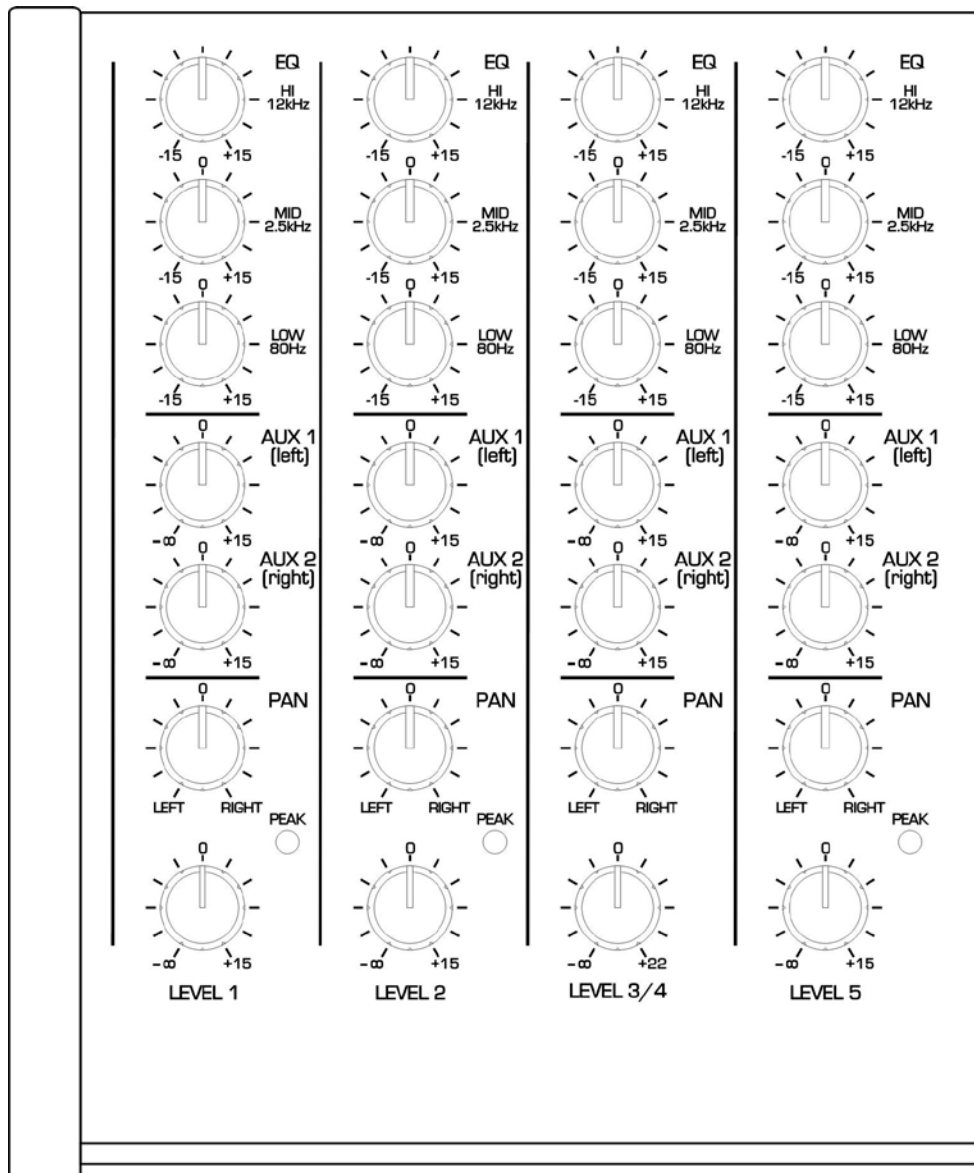 EQ
HI
12kHz
-15 +15
0
MID
2.5kHz
-15 +15
0
LOW
80Hz
-15 +15
0
AUX 1
(left)
-∞ +15
0
AUX 2
(right)
-∞ +15
0
PAN
LEFT RIGHT
PEAK
0
-∞ +15
LEVEL 1
EQ
HI
12kHz
-15 +15
0
MID
2.5kHz
-15 +15
0
LOW
80Hz
-15 +15
0
AUX 1
(left)
-∞ +15
0
AUX 2
(right)
-∞ +15
0
PAN
LEFT RIGHT
PEAK
0
-∞ +15
LEVEL 2
EQ
HI
12kHz
-15 +15
0
MID
2.5kHz
-15 +15
0
LOW
80Hz
-15 +15
0
AUX 1
(left)
-∞ +15
0
AUX 2
(right)
-∞ +15
0
PAN
LEFT RIGHT
0
-∞ +22
LEVEL 3/4
EQ
HI
12kHz
-15 +15
0
MID
2.5kHz
-15 +15
0
LOW
80Hz
-15 +15
0
AUX 1
(left)
-∞ +15
0
AUX 2
(right)
-∞ +15
0
PAN
LEFT RIGHT
PEAK
0
-∞ +15
LEVEL 5